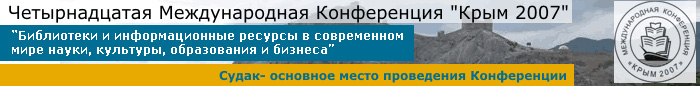 Четырнадцатая Международная Конференция "Крым 2007"
"Библиотеки и информационные ресурсы в современном
мире науки, культуры, образования и бизнеса"
Судак- основное место проведения Конференции
МЕЖДУНАРОДНАЯ КОНФЕРЕНЦИЯ
«КРЫМ 2007»